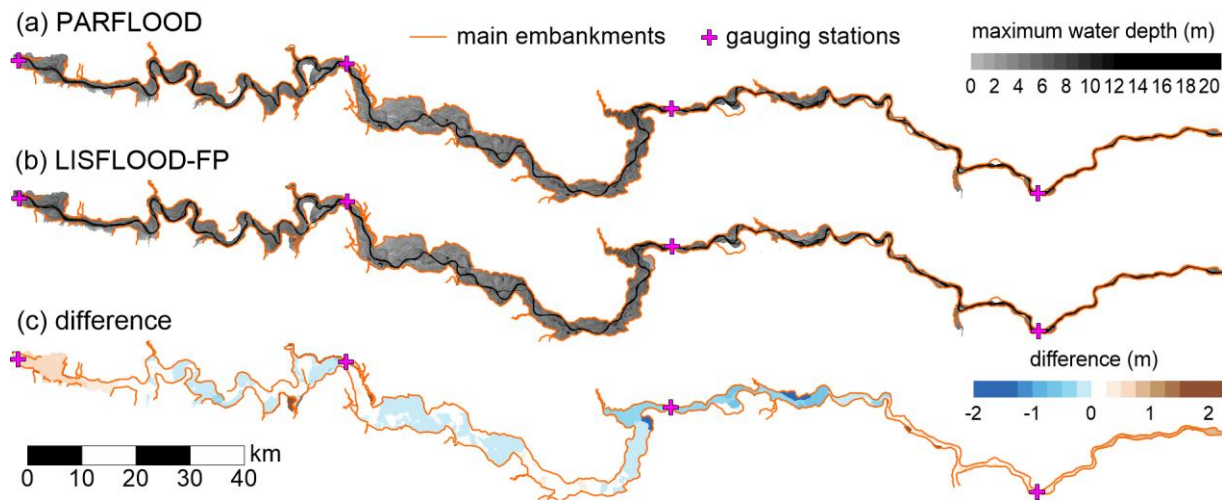 (a) PARFLOOD
main embankments
gauging stations
maximum water depth (m)
0 2 4 6 8 10 12 14 16 18 20
(b) LISFLOOD-FP
(c) difference
difference (m)
-2 -1 0 1 2
km
0 10 20 30 40